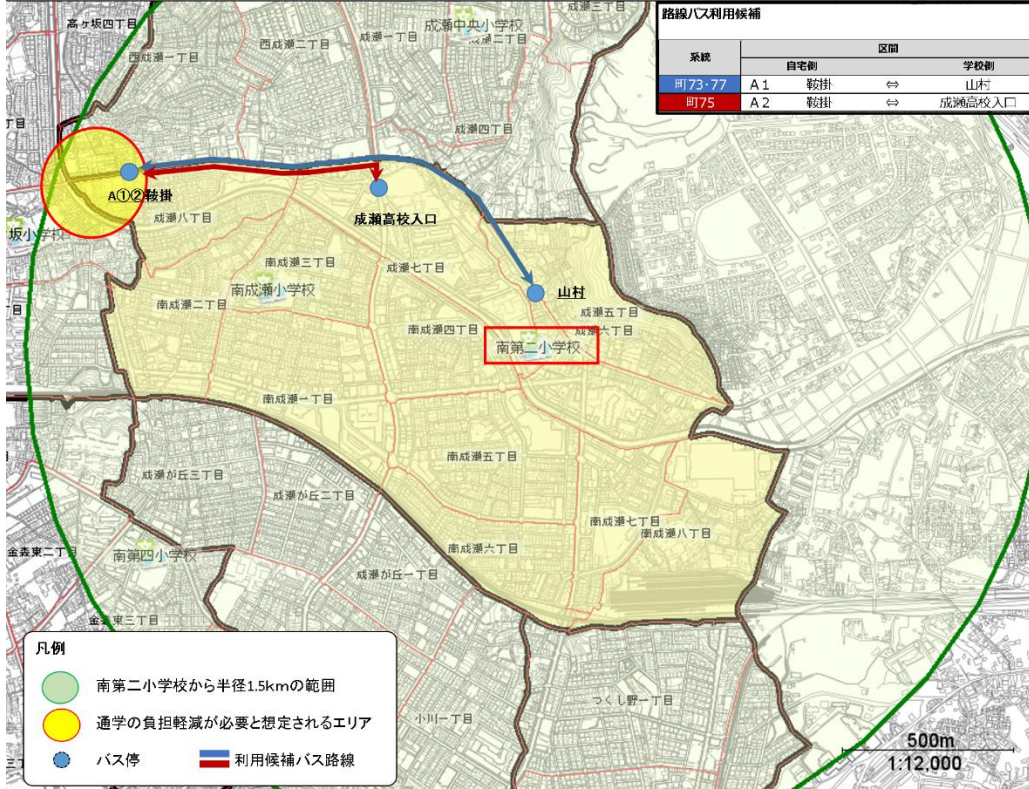 高ヶ坂四丁目
西成瀬一丁目
西成瀬二丁目
成瀬一丁目
成瀬中央小学校
成瀬二丁目
成瀬三丁目
成瀬四丁目
路線バス利用候補
系統 区間
自宅側 学校側
町73・77 A1 鞍掛 ⇔ 山村
町75 A2 鞍掛 ⇔ 成瀬高校入口
A①②鞍掛
成瀬高校入口
坂小学校
成瀬八丁目
南成瀬三丁目
成瀬七丁目
南成瀬小学校
南成瀬二丁目
山村
成瀬五丁目
南成瀬四丁目
成瀬六丁目
南第二小学校
南成瀬一丁目
南成瀬五丁目
成瀬が丘三丁目
成瀬が丘二丁目
南成瀬七丁目
南成瀬八丁目
南成瀬六丁目
金森東二丁目
南第四小学校
成瀬が丘一丁目
金森東三丁目
つくし野一丁目
小川一丁目
凡例
南第二小学校から半径1.5kmの範囲
通学の負担軽減が必要と想定されるエリア
バス停
利用候補バス路線
500m
1:12,000